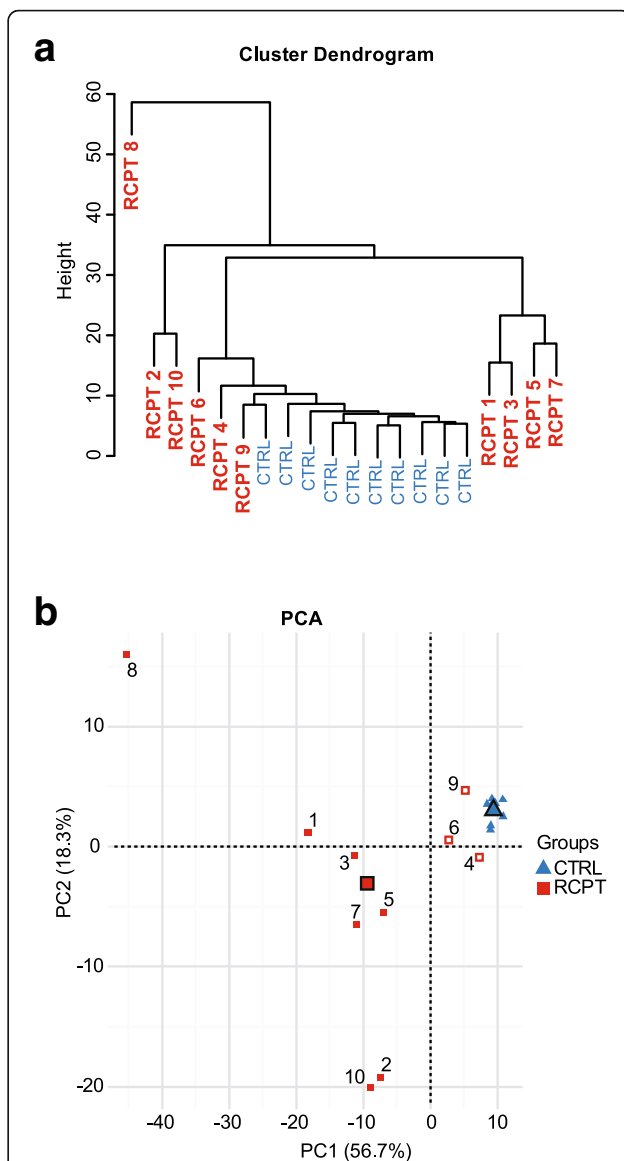 a
Cluster Dendrogram
Height
60
50
40
30
20
10
0
RCPT 8
RCPT 2
RCPT 10
RCPT 6
RCPT 4
RCPT 9
CTRL
CTRL
CTRL
CTRL
CTRL
CTRL
CTRL
CTRL
CTRL
CTRL
RCPT 1
RCPT 3
RCPT 5
RCPT 7
b
PCA
PC2 (18.3%)
10
0
-10
-20
8
1
3
7
5
10
2
9
6
4
Groups
CTRL
RCPT
-40
-30
-20
-10
0
10
PC1 (56.7%)